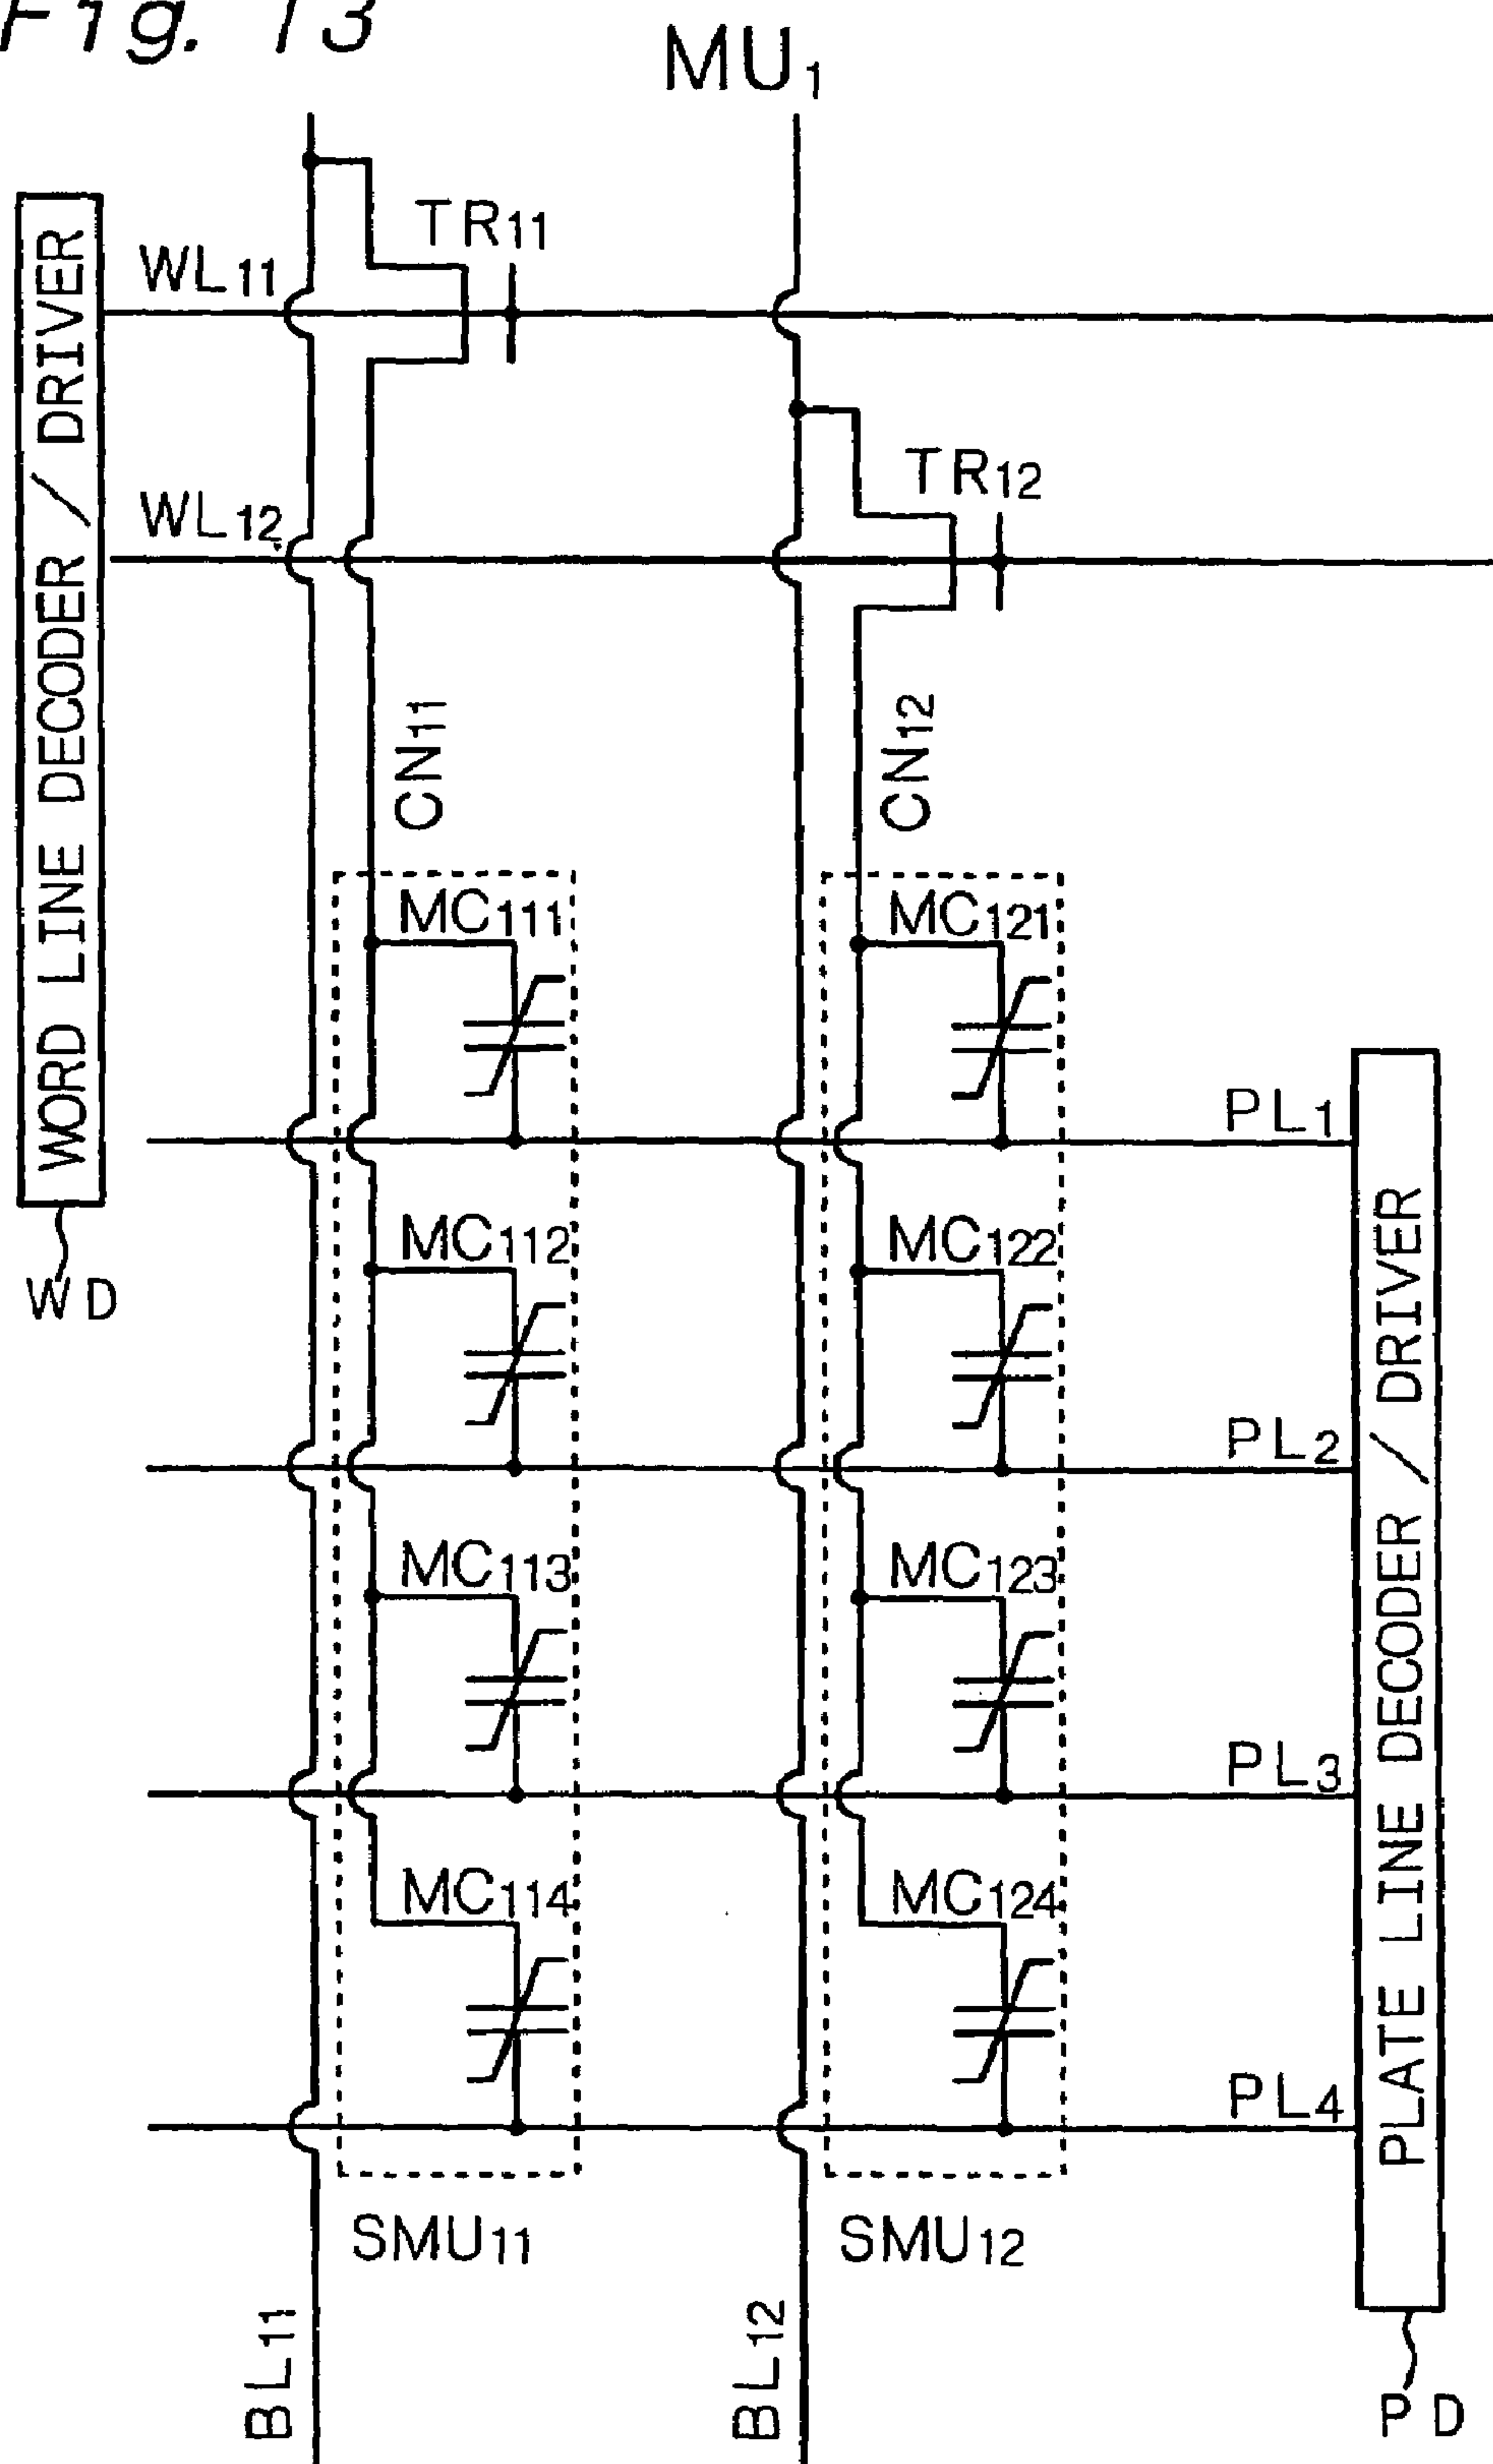 Fig. 13
MU1
TR11
WL11
TR12
WL12
WORD LINE DECODER / DRIVER
WD
CN11
CN12
MC111
MC121
PL1
MC112
MC122
PL2
MC113
MC123
PL3
MC114
MC124
PL4
PLATE LINE DECODER / DRIVER
PD
SMU11
SMU12
BL11
BL12